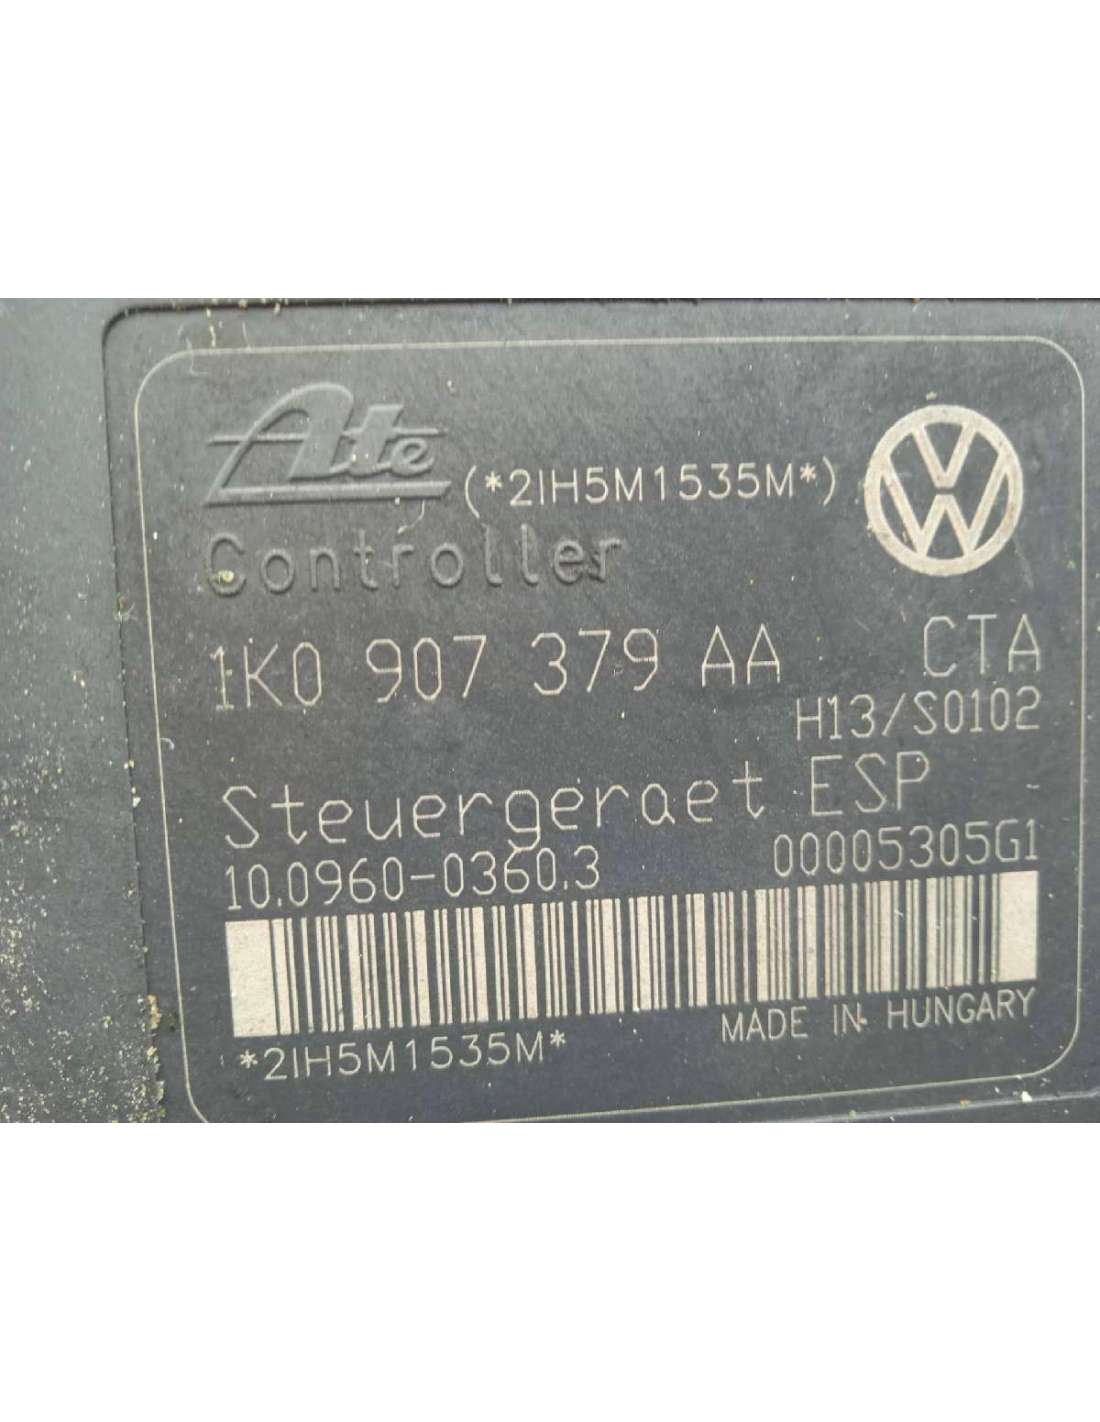 Ate (*2IH5M1535M*)
Controller
1K0 907 379 AA CTA
H13/S0102
Steuergeraet ESP
10.0960-0360.3 00005305G1
*2IH5M1535M* MADE IN HUNGARY